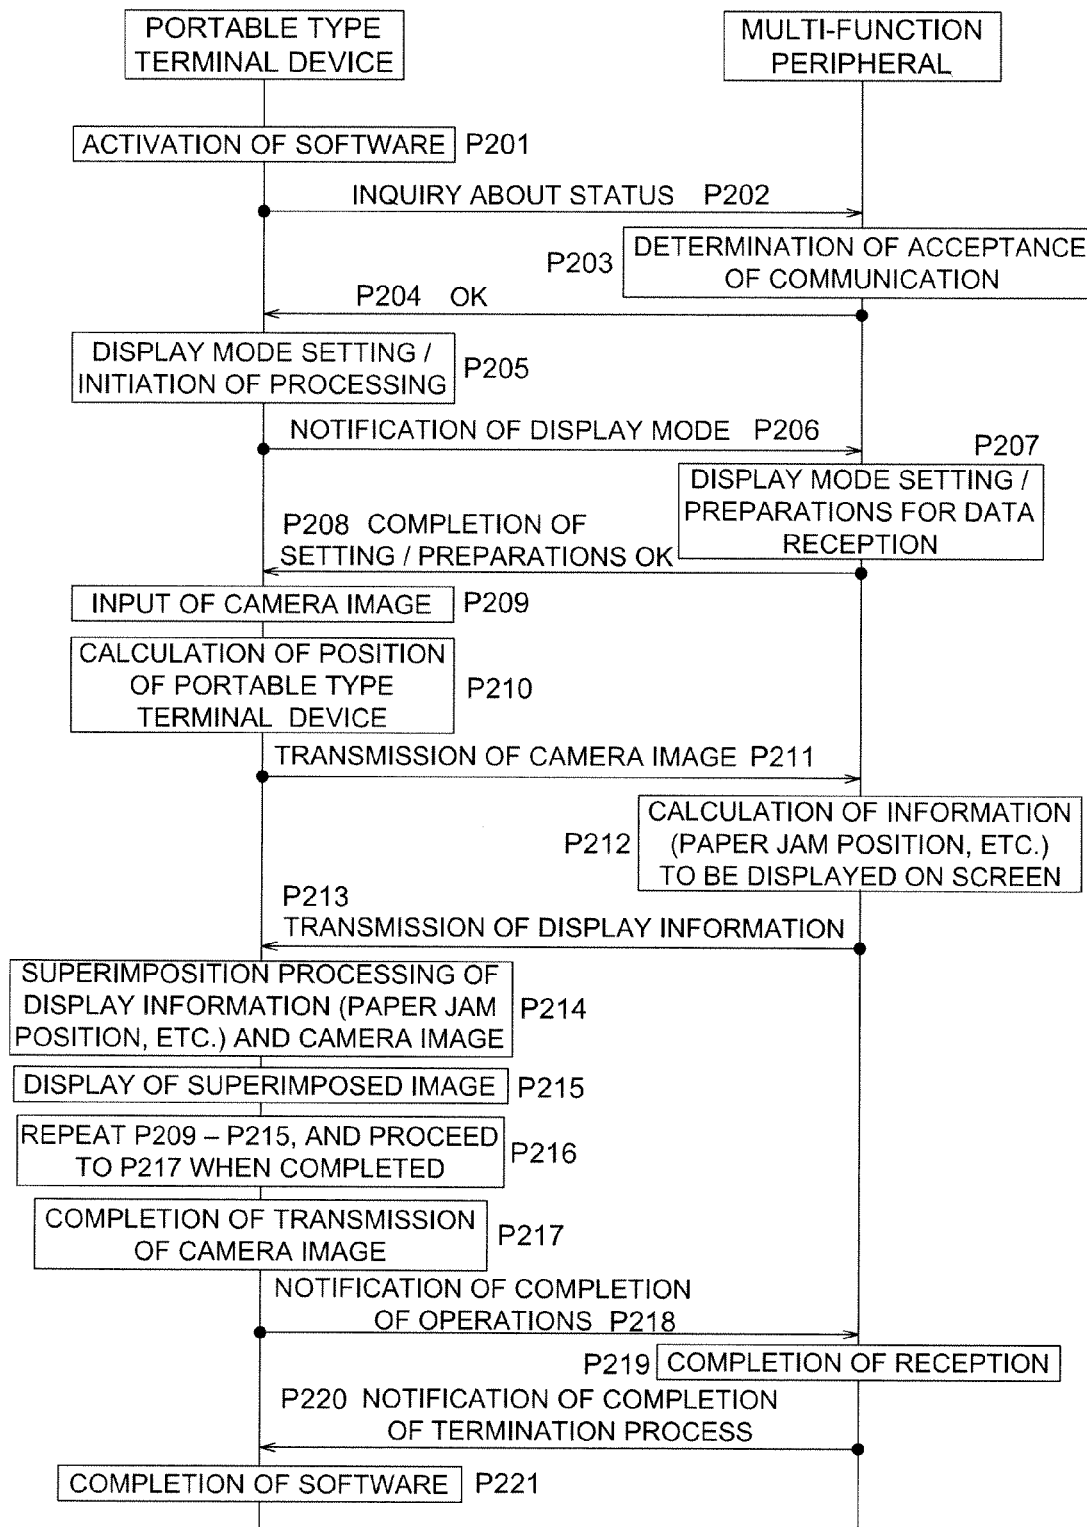 PORTABLE TYPE
TERMINAL DEVICE
MULTI-FUNCTION
PERIPHERAL
ACTIVATION OF SOFTWARE P201
INQUIRY ABOUT STATUS P202
P203
DETERMINATION OF ACCEPTANCE
OF COMMUNICATION
P204 OK
DISPLAY MODE SETTING /
INITIATION OF PROCESSING
P205
NOTIFICATION OF DISPLAY MODE P206
P207
DISPLAY MODE SETTING /
PREPARATIONS FOR DATA
RECEPTION
P208 COMPLETION OF
SETTING / PREPARATIONS OK
INPUT OF CAMERA IMAGE P209
CALCULATION OF POSITION
OF PORTABLE TYPE
TERMINAL DEVICE
P210
TRANSMISSION OF CAMERA IMAGE P211
P212
CALCULATION OF INFORMATION
(PAPER JAM POSITION, ETC.)
TO BE DISPLAYED ON SCREEN
P213
TRANSMISSION OF DISPLAY INFORMATION
SUPERIMPOSITION PROCESSING OF
DISPLAY INFORMATION (PAPER JAM
POSITION, ETC.) AND CAMERA IMAGE
P214
DISPLAY OF SUPERIMPOSED IMAGE P215
REPEAT P209 – P215, AND PROCEED
TO P217 WHEN COMPLETED
P216
COMPLETION OF TRANSMISSION
OF CAMERA IMAGE
P217
NOTIFICATION OF COMPLETION
OF OPERATIONS P218
P219 COMPLETION OF RECEPTION
P220 NOTIFICATION OF COMPLETION
OF TERMINATION PROCESS
COMPLETION OF SOFTWARE P221